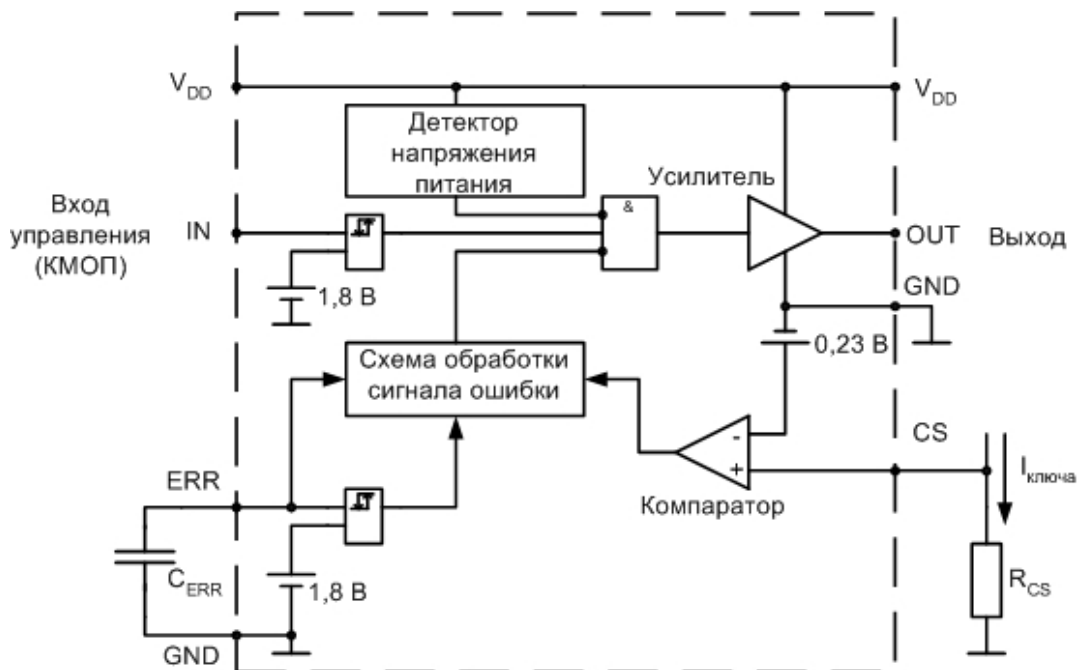 V_DD
V_DD
Детектор
напряжения
питания
Усилитель
&
Вход
управления
(КМОП)
IN
OUT
Выход
1,8 В
GND
0,23 В
Схема обработки
сигнала ошибки
CS
-
+
Компаратор
I_ключа
ERR
C_ERR
1,8 В
R_CS
GND